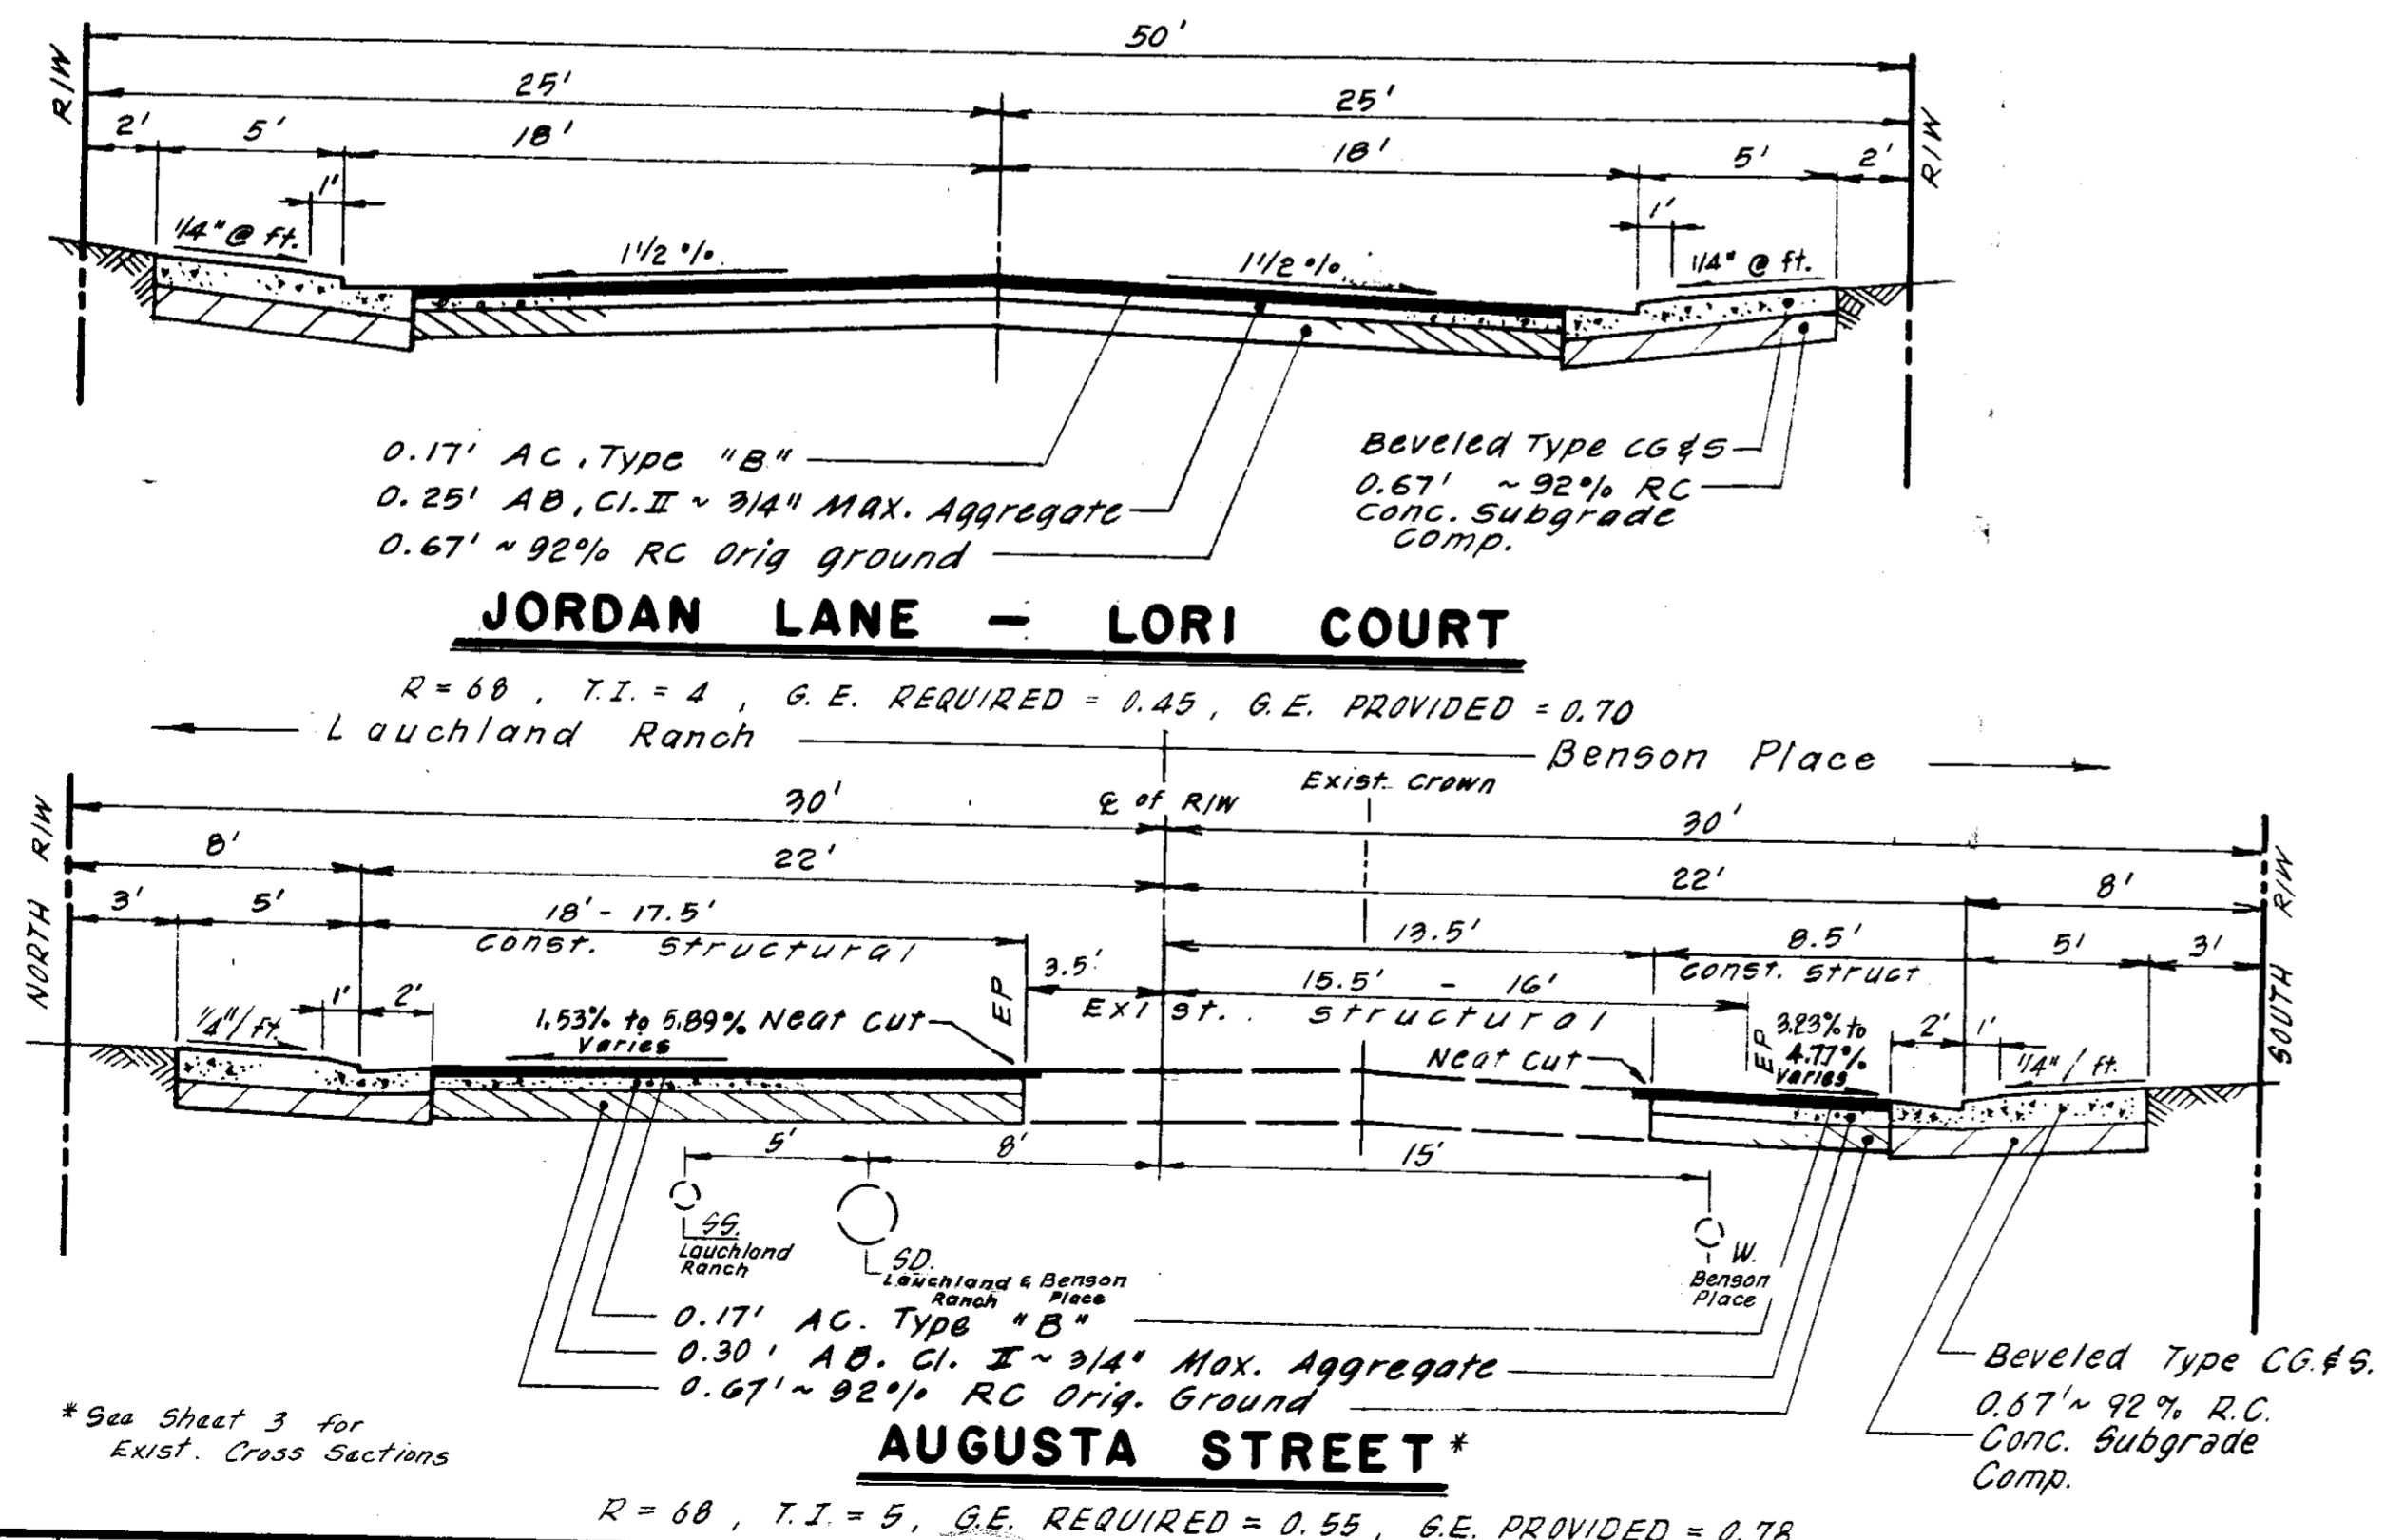 50'
R/W
25'
25'
R/W
2'
5'
18'
18'
5'
2'
1'
1'
1/4" @ ft.
1 1/2 %
1 1/2 %
1/4" @ ft.
0.17' AC, Type "B"
0.25' AB, Cl. II ~ 3/4" Max. Aggregate
0.67' ~ 92% RC Orig ground
Beveled Type CG & S
0.67' ~ 92% RC
Conc. Subgrade
Comp.
JORDAN LANE – LORI COURT
R = 68 , T.I. = 4 , G.E. REQUIRED = 0.45, G.E. PROVIDED = 0.70
Lauchland Ranch
Benson Place
NORTH R/W
30'
℄ of R/W
Exist. Crown
30'
SOUTH R/W
8'
22'
22'
8'
3'
5'
18' - 17.5'
Const. Structural
EP
3.5'
13.5'
8.5'
Const. Struct
5'
3'
15.5' - 16'
Exist. Structural
1/4"/ft.
1'
2'
1.53% to 5.89%
varies
Neat Cut
Neat Cut
EP
3.83% to
4.77%
varies
2'
1'
1/4" / ft.
5'
8'
15'
SS.
Lauchland
Ranch
SD.
Lauchland & Benson
Ranch Place
W.
Benson
Place
0.17' AC. Type "B"
0.30' AB. Cl. II ~ 3/4" Max. Aggregate
0.67' ~ 92% RC Orig. Ground
Beveled Type CG. & S.
0.67' ~ 92% R.C.
Conc. Subgrade
Comp.
* See Sheet 3 for
Exist. Cross Sections
AUGUSTA STREET *
R = 68 , T.I. = 5, G.E. REQUIRED = 0.55, G.E. PROVIDED = 0.78